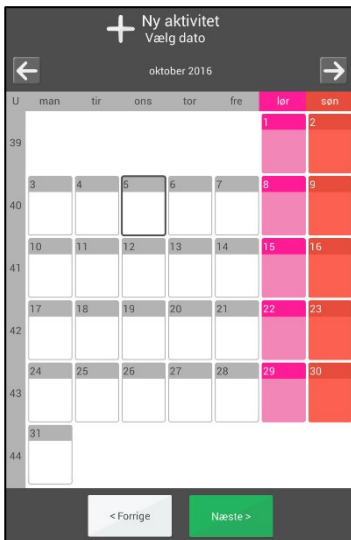 Ny aktivitet
Vælg dato
oktober 2016
U man tir ons tor fre lør søn
39 1 2
40 3 4 5 6 7 8 9
41 10 11 12 13 14 15 16
42 17 18 19 20 21 22 23
43 24 25 26 27 28 29 30
44 31
< Forrige Næste >